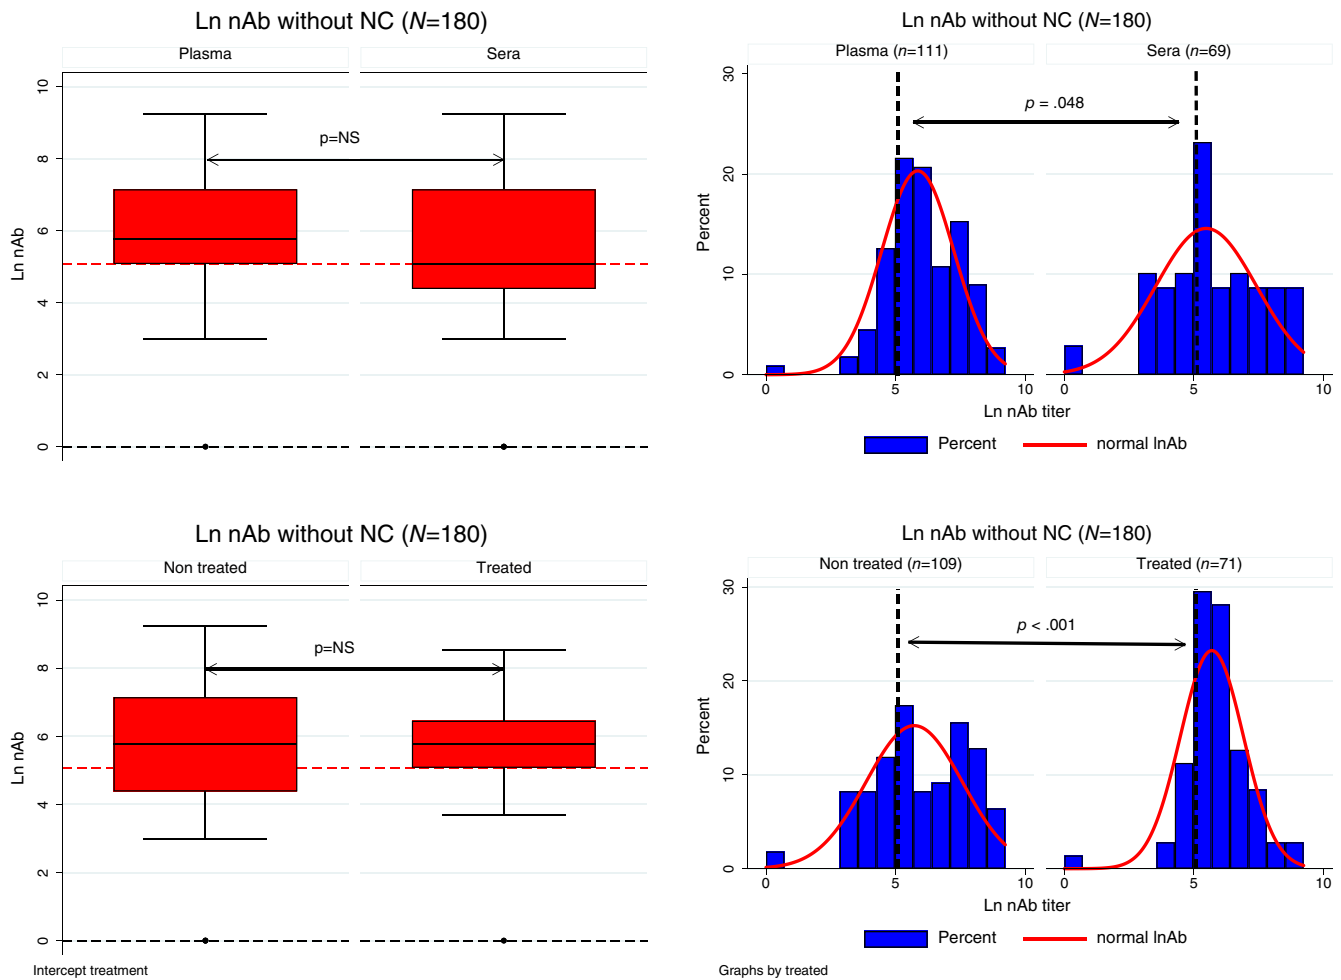 Ln nAb without NC (N=180)
Plasma
Sera
10
8
6
4
2
0
Ln nAb
p=NS
Ln nAb without NC (N=180)
Plasma (n=111)
Sera (n=69)
30
20
10
0
Percent
p = .048
0
5
10
0
5
10
Ln nAb titer
Percent
normal lnAb
Ln nAb without NC (N=180)
Non treated
Treated
10
8
6
4
2
0
Ln nAb
p=NS
Intercept treatment
Ln nAb without NC (N=180)
Non treated (n=109)
Treated (n=71)
30
20
10
0
Percent
p < .001
0
5
10
0
5
10
Ln nAb titer
Percent
normal lnAb
Graphs by treated